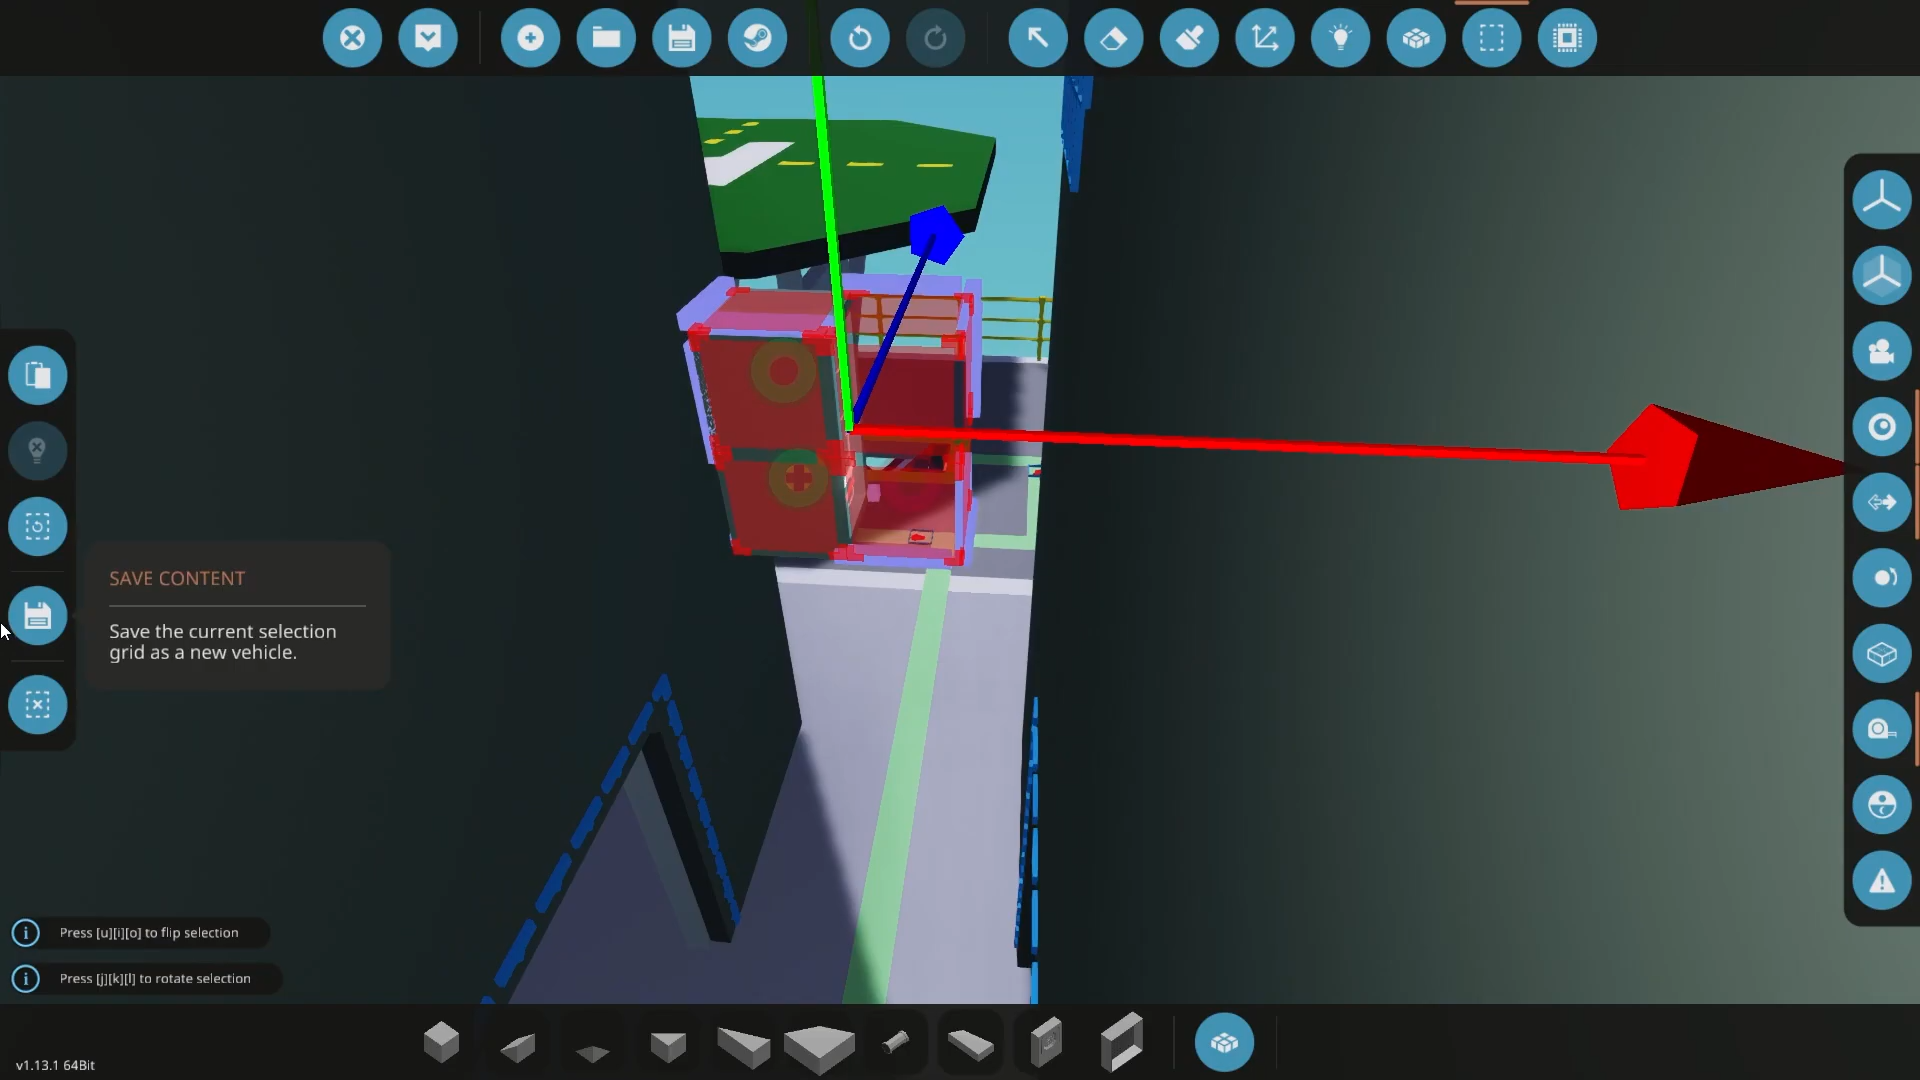 SAVE CONTENT
Save the current selection
grid as a new vehicle.
Press [u][i][o] to flip selection
Press [j][k][l] to rotate selection
v1.13.1 64Bit